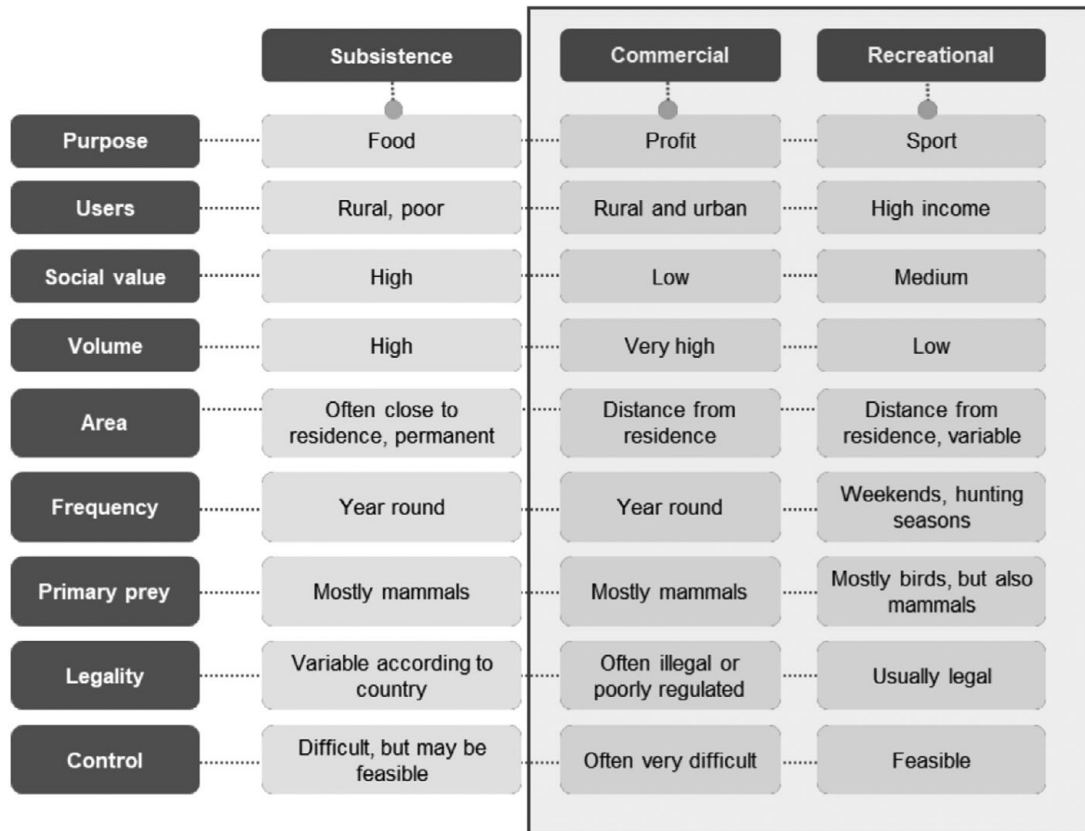 Subsistence
Commercial
Recreational
Purpose
Food
Profit
Sport
Users
Rural, poor
Rural and urban
High income
Social value
High
Low
Medium
Volume
High
Very high
Low
Area
Often close to
residence, permanent
Distance from
residence
Distance from
residence, variable
Frequency
Year round
Year round
Weekends, hunting
seasons
Primary prey
Mostly mammals
Mostly mammals
Mostly birds, but also
mammals
Legality
Variable according to
country
Often illegal or
poorly regulated
Usually legal
Control
Difficult, but may be
feasible
Often very difficult
Feasible